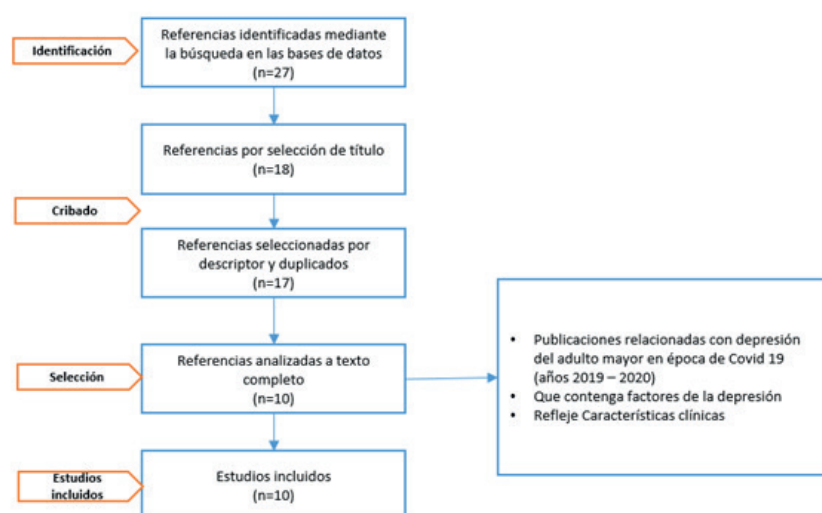 Identificación
Referencias identificadas mediante
la búsqueda en las bases de datos
(n=27)
Referencias por selección de título
(n=18)
Cribado
Referencias seleccionadas por
descriptor y duplicados
(n=17)
Selección
Referencias analizadas a texto
completo
(n=10)
• Publicaciones relacionadas con depresión
del adulto mayor en época de Covid 19
(años 2019 – 2020)
• Que contenga factores de la depresión
• Refleje Características clínicas
Estudios
incluidos
Estudios incluidos
(n=10)